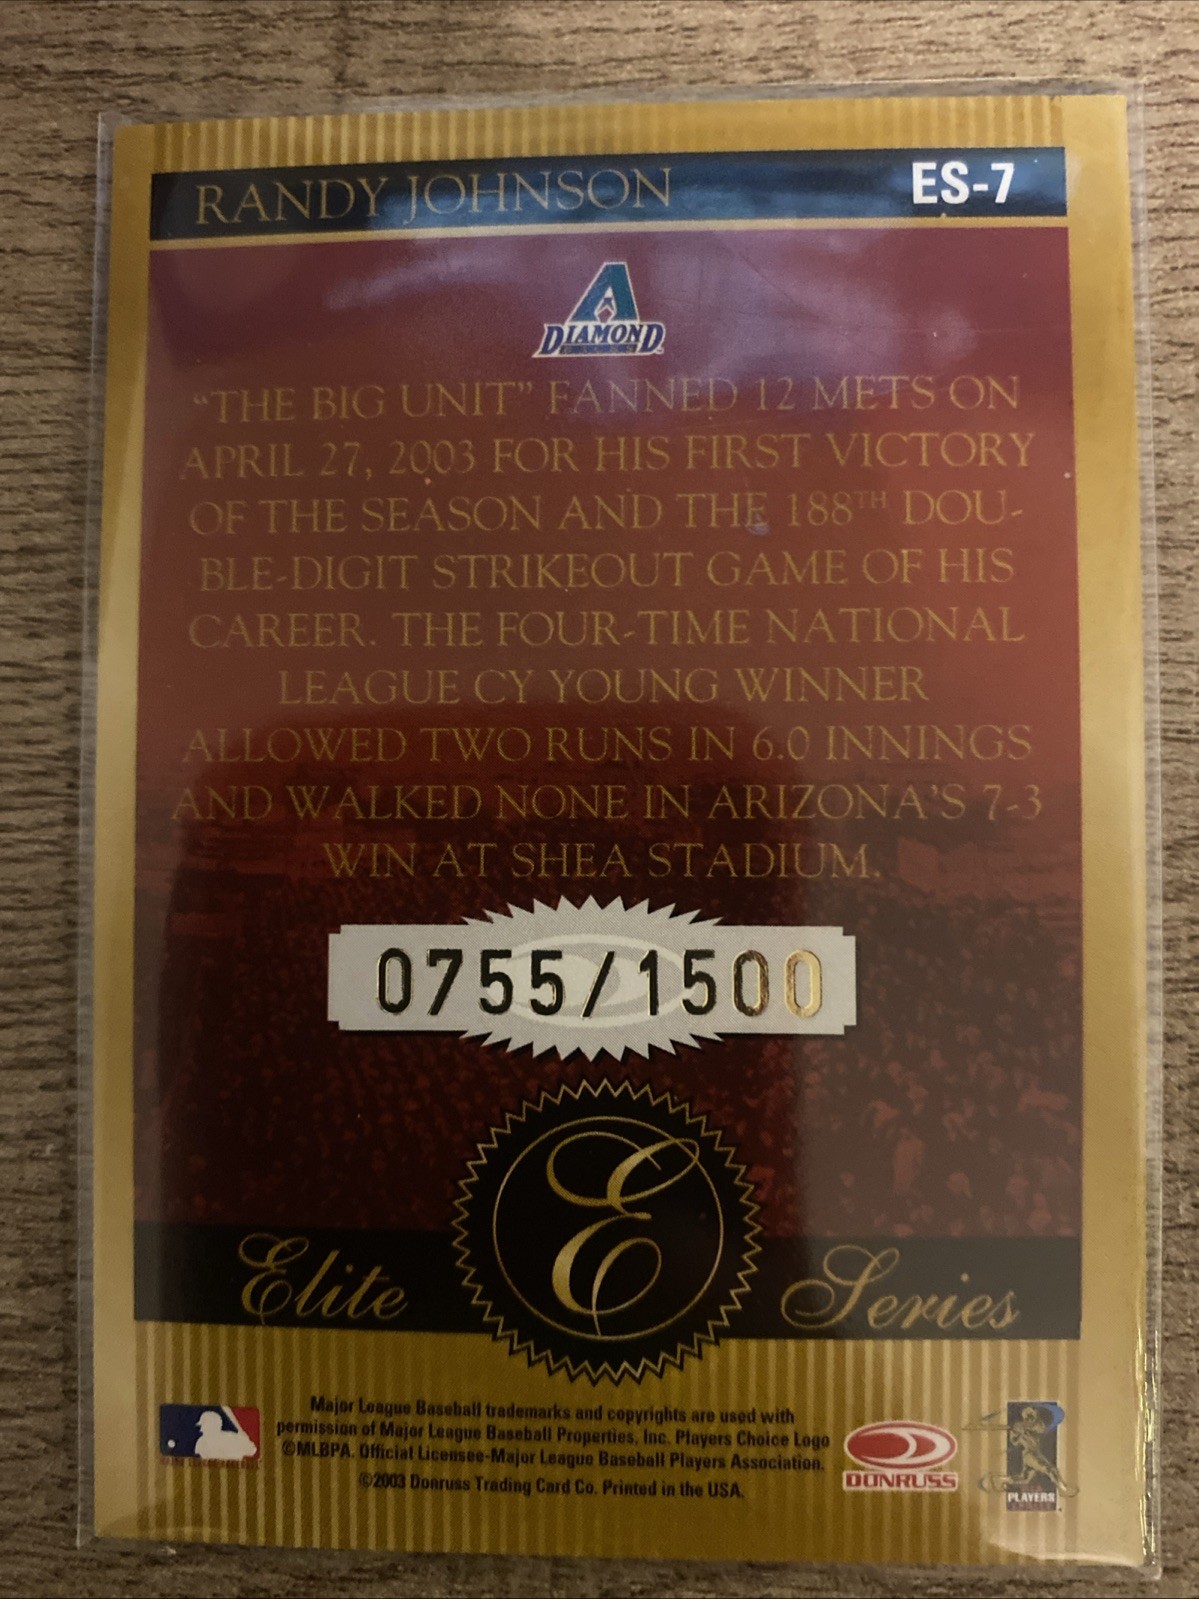 RANDY JOHNSON
ES-7
A
DIAMOND
"THE BIG UNIT" FANNED 12 METS ON
APRIL 27, 2003 FOR HIS FIRST VICTORY
OF THE SEASON AND THE 188TH DOU-
BLE-DIGIT STRIKEOUT GAME OF HIS
CAREER. THE FOUR-TIME NATIONAL
LEAGUE CY YOUNG WINNER
ALLOWED TWO RUNS IN 6.0 INNINGS
AND WALKED NONE IN ARIZONA'S 7-3
WIN AT SHEA STADIUM.
0755/1500
E
Elite Series
Major League Baseball trademarks and copyrights are used with
permission of Major League Baseball Properties, Inc. Players Choice Logo
©MLBPA. Official Licensee-Major League Baseball Players Association.
©2003 Donruss Trading Card Co. Printed in the USA.
DONRUSS
PLAYERS